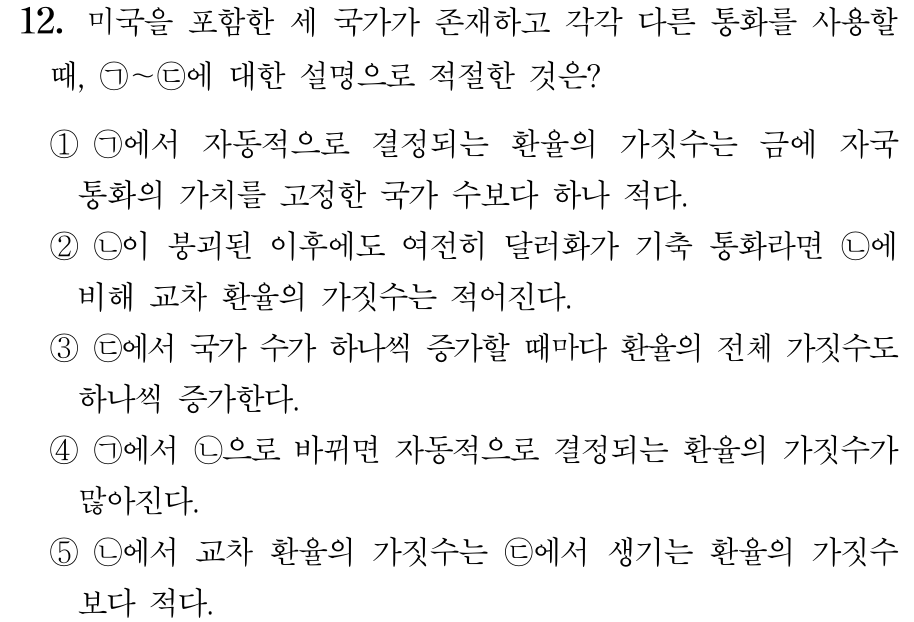 12. 미국을 포함한 세 국가가 존재하고 각각 다른 통화를 사용할
때, ㉠~㉢에 대한 설명으로 적절한 것은?
① ㉠에서 자동적으로 결정되는 환율의 가짓수는 금에 자국
통화의 가치를 고정한 국가 수보다 하나 적다.
② ㉡이 붕괴된 이후에도 여전히 달러화가 기축 통화라면 ㉡에
비해 교차 환율의 가짓수는 적어진다.
③ ㉢에서 국가 수가 하나씩 증가할 때마다 환율의 전체 가짓수도
하나씩 증가한다.
④ ㉠에서 ㉡으로 바뀌면 자동적으로 결정되는 환율의 가짓수가
많아진다.
⑤ ㉡에서 교차 환율의 가짓수는 ㉢에서 생기는 환율의 가짓수
보다 적다.